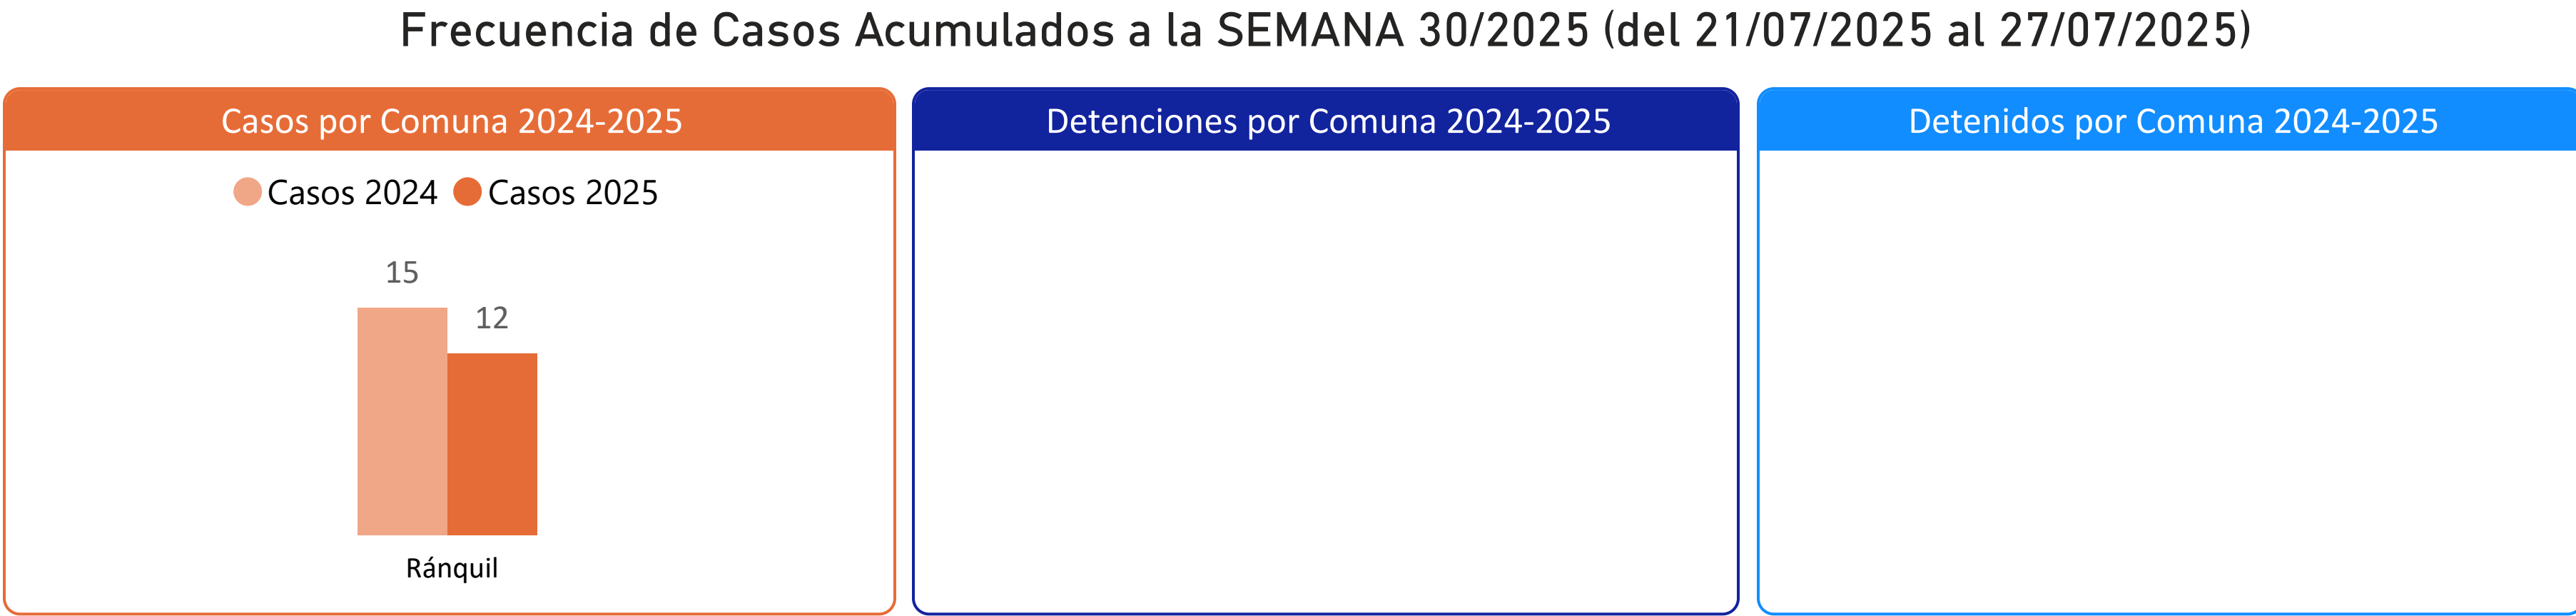 Frecuencia de Casos Acumulados a la SEMANA 30/2025 (del 21/07/2025 al 27/07/2025)
Casos por Comuna 2024-2025
Casos 2024 Casos 2025
15
12
Ránquil
Detenciones por Comuna 2024-2025
Detenidos por Comuna 2024-2025